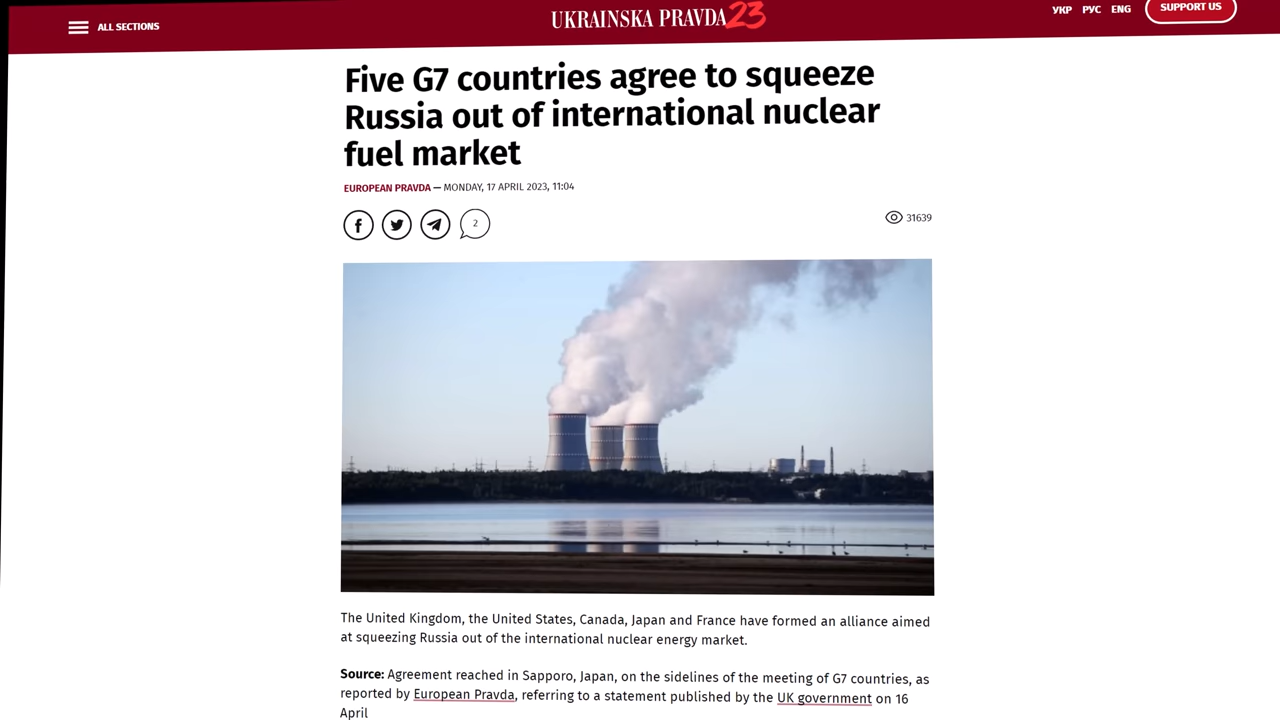 ALL SECTIONS
UKRAINSKA PRAVDA 23
УКР РУС ENG
SUPPORT US
Five G7 countries agree to squeeze
Russia out of international nuclear
fuel market
EUROPEAN PRAVDA — MONDAY, 17 APRIL 2023, 11:04
2
31639
The United Kingdom, the United States, Canada, Japan and France have formed an alliance aimed
at squeezing Russia out of the international nuclear energy market.
Source: Agreement reached in Sapporo, Japan, on the sidelines of the meeting of G7 countries, as
reported by European Pravda, referring to a statement published by the UK government on 16
April